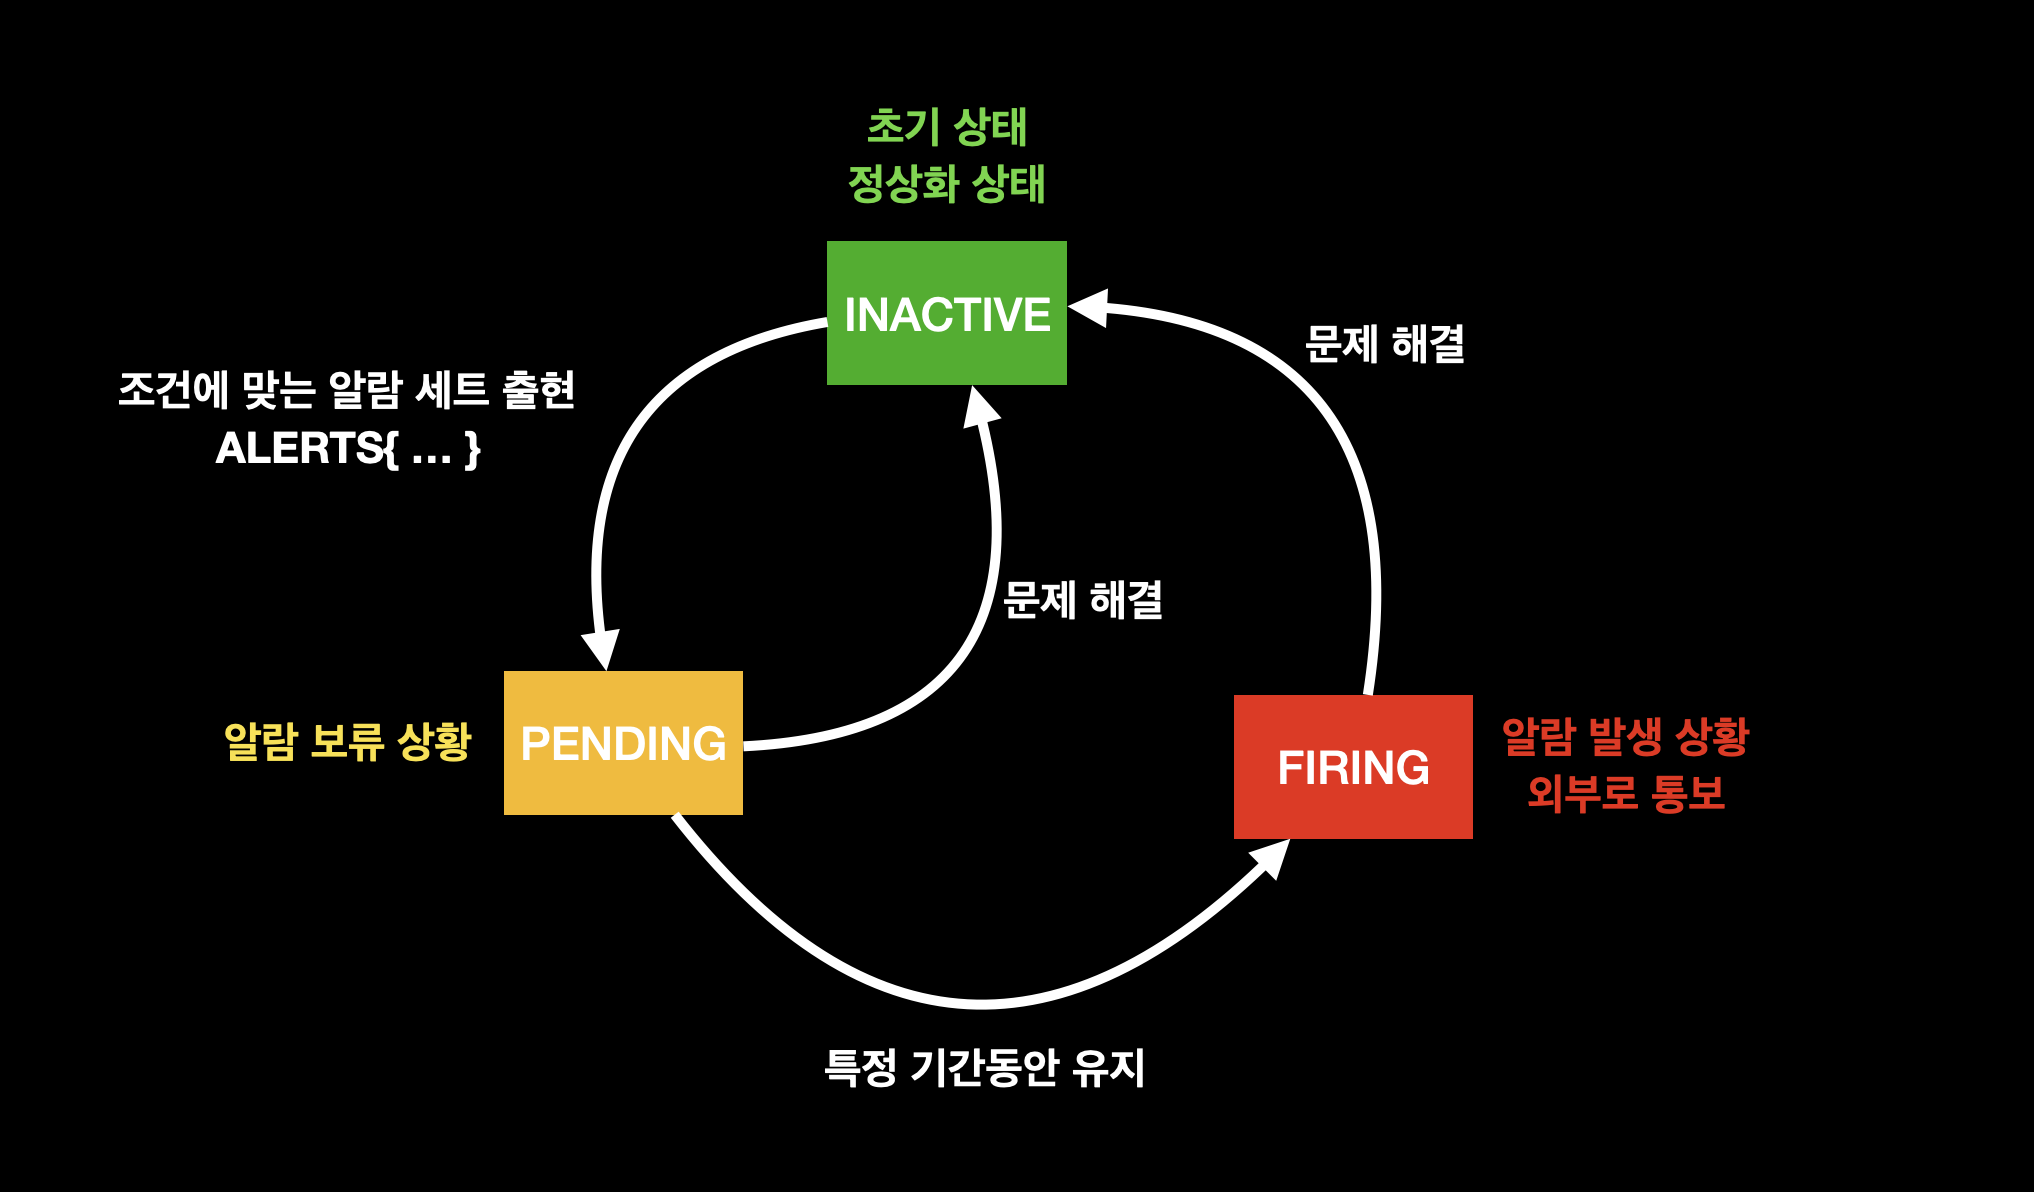 초기 상태
정상화 상태
INACTIVE
문제 해결
조건에 맞는 알람 세트 출현
ALERTS{ ... }
문제 해결
알람 보류 상황
PENDING
FIRING
알람 발생 상황
외부로 통보
특정 기간동안 유지